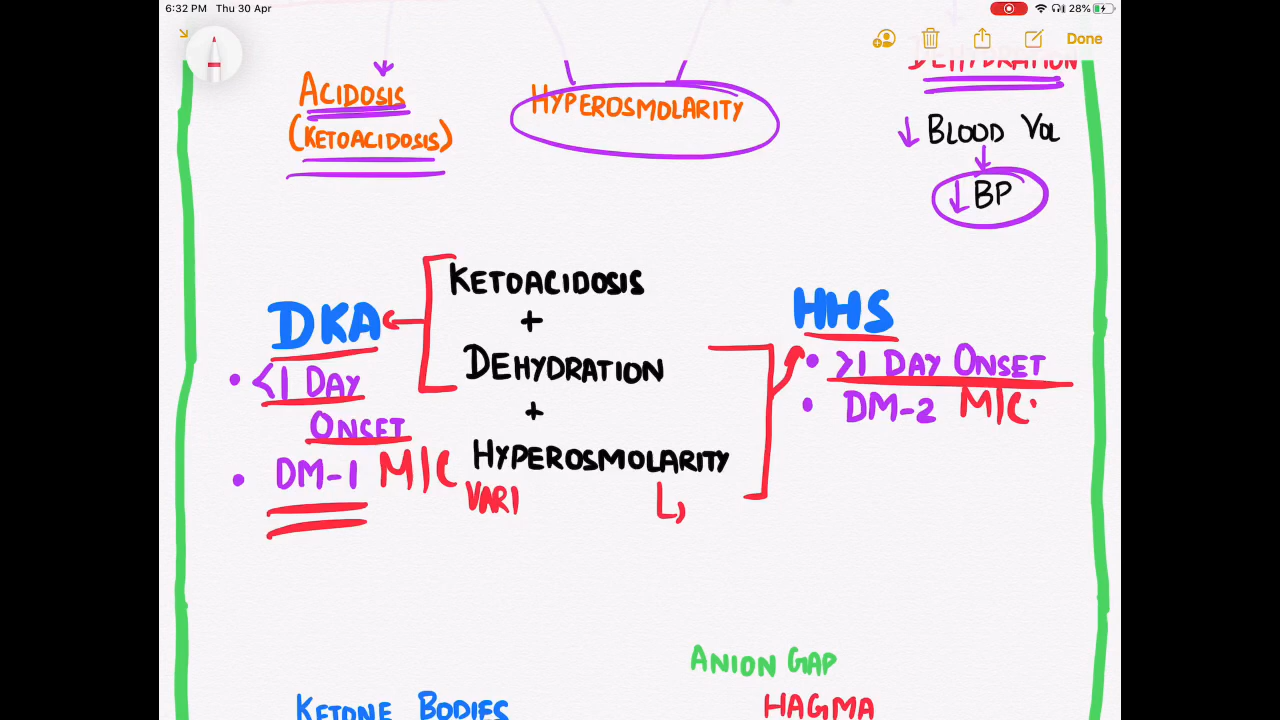 6:32 PM Thu 30 Apr
28%
Done
DEHYDRATION
ACIDOSIS
(KETOACIDOSIS)
HYPEROSMOLARITY
↓ BLOOD VOL
↓ BP
KETOACIDOSIS
+
DEHYDRATION
+
HYPEROSMOLARITY
VARI
DKA
• <1 DAY
ONSET
• DM-1 M/C
HHS
• >1 DAY ONSET
• DM-2 M/C
ANION GAP
HAGMA
KETONE BODIES